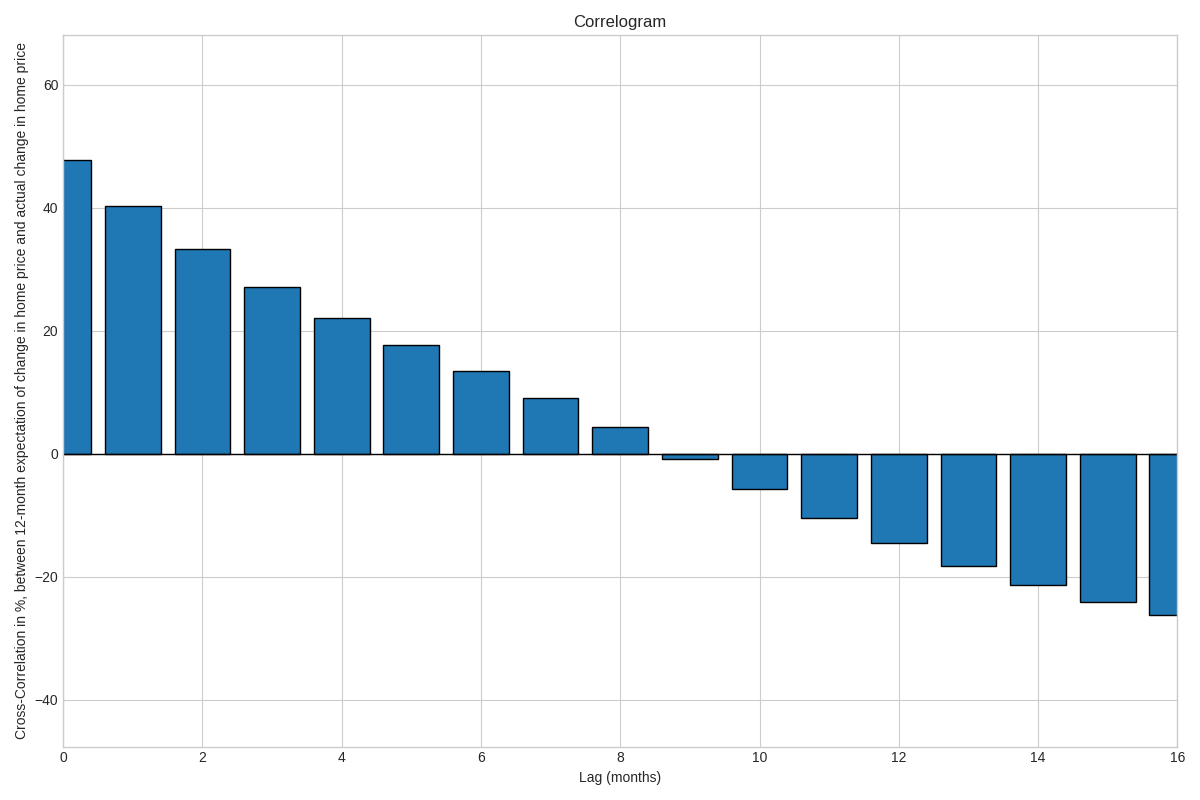 Correlogram
Cross-Correlation in %, between 12-month expectation of change in home price and actual change in home price
60
40
20
0
−20
−40
0 2 4 6 8 10 12 14 16
Lag (months)